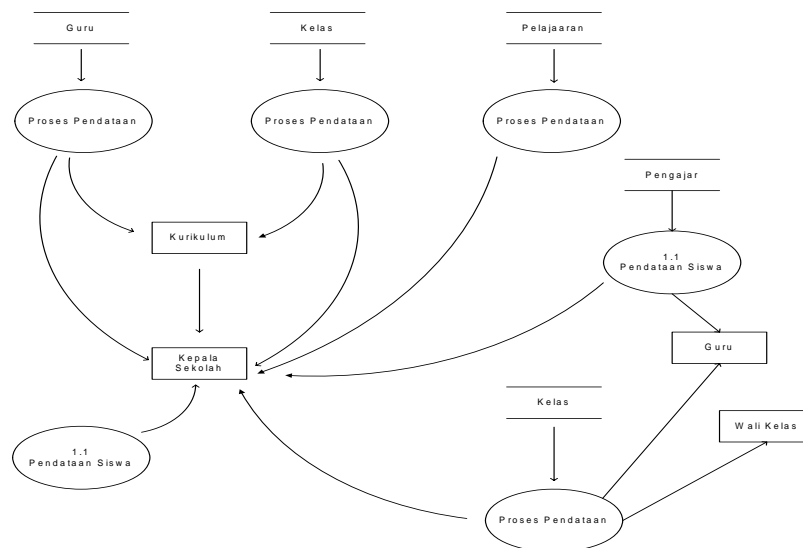 Guru
Kelas
Pelajaaran
Proses Pendataan
Proses Pendataan
Proses Pendataan
Pengajar
Kurikulum
1.1
Pendataan Siswa
Guru
Kepala
Sekolah
Kelas
Wali Kelas
1.1
Pendataan Siswa
Proses Pendataan